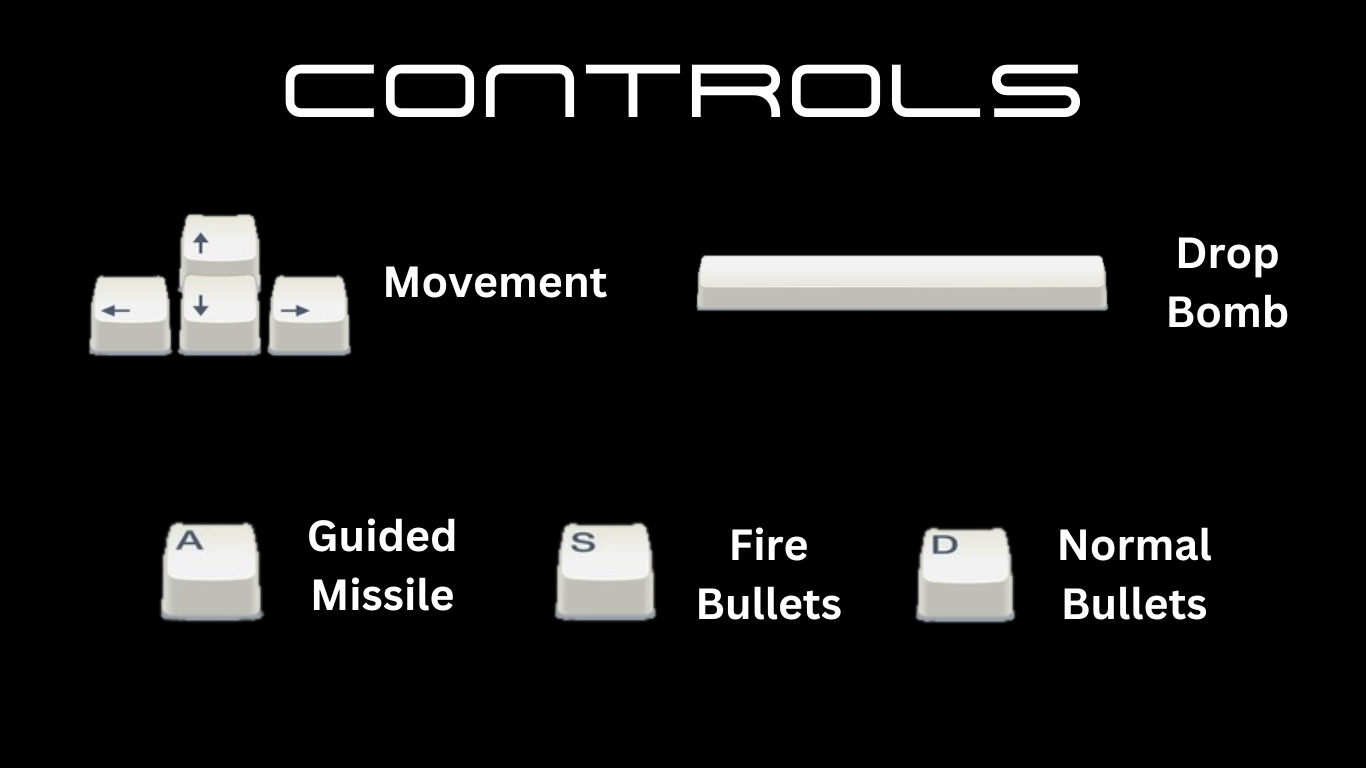 CONTROLS
↑
← ↓ →
Movement
Drop
Bomb
A
Guided
Missile
S
Fire
Bullets
D
Normal
Bullets